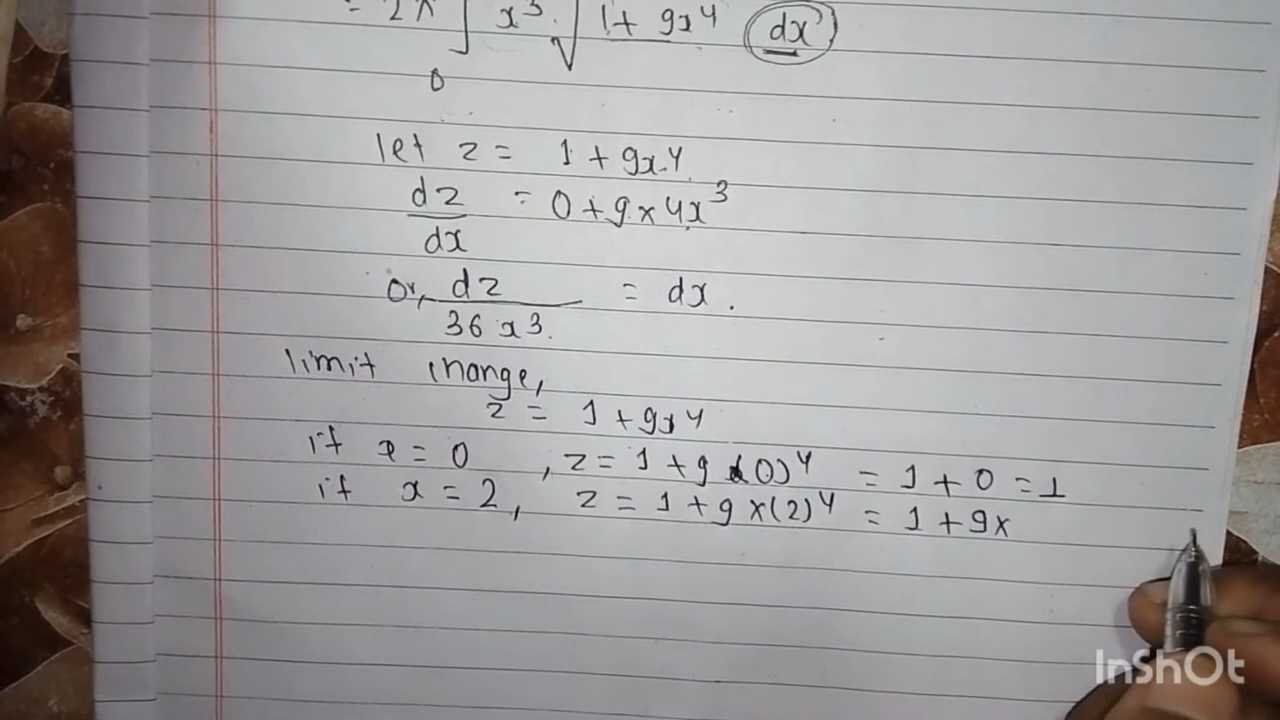 = 2π ∫ x³. √1 + 9x⁴ dx
0
let z = 1 + 9x⁴
dz/dx = 0 + 9 × 4x³
or, dz/36x³. = dx.
limit change,
z = 1 + 9x⁴
if x = 0 , z = 1 + 9 (0)⁴ = 1 + 0 = 1
if x = 2, z = 1 + 9 × (2)⁴ = 1 + 9×
InShOt